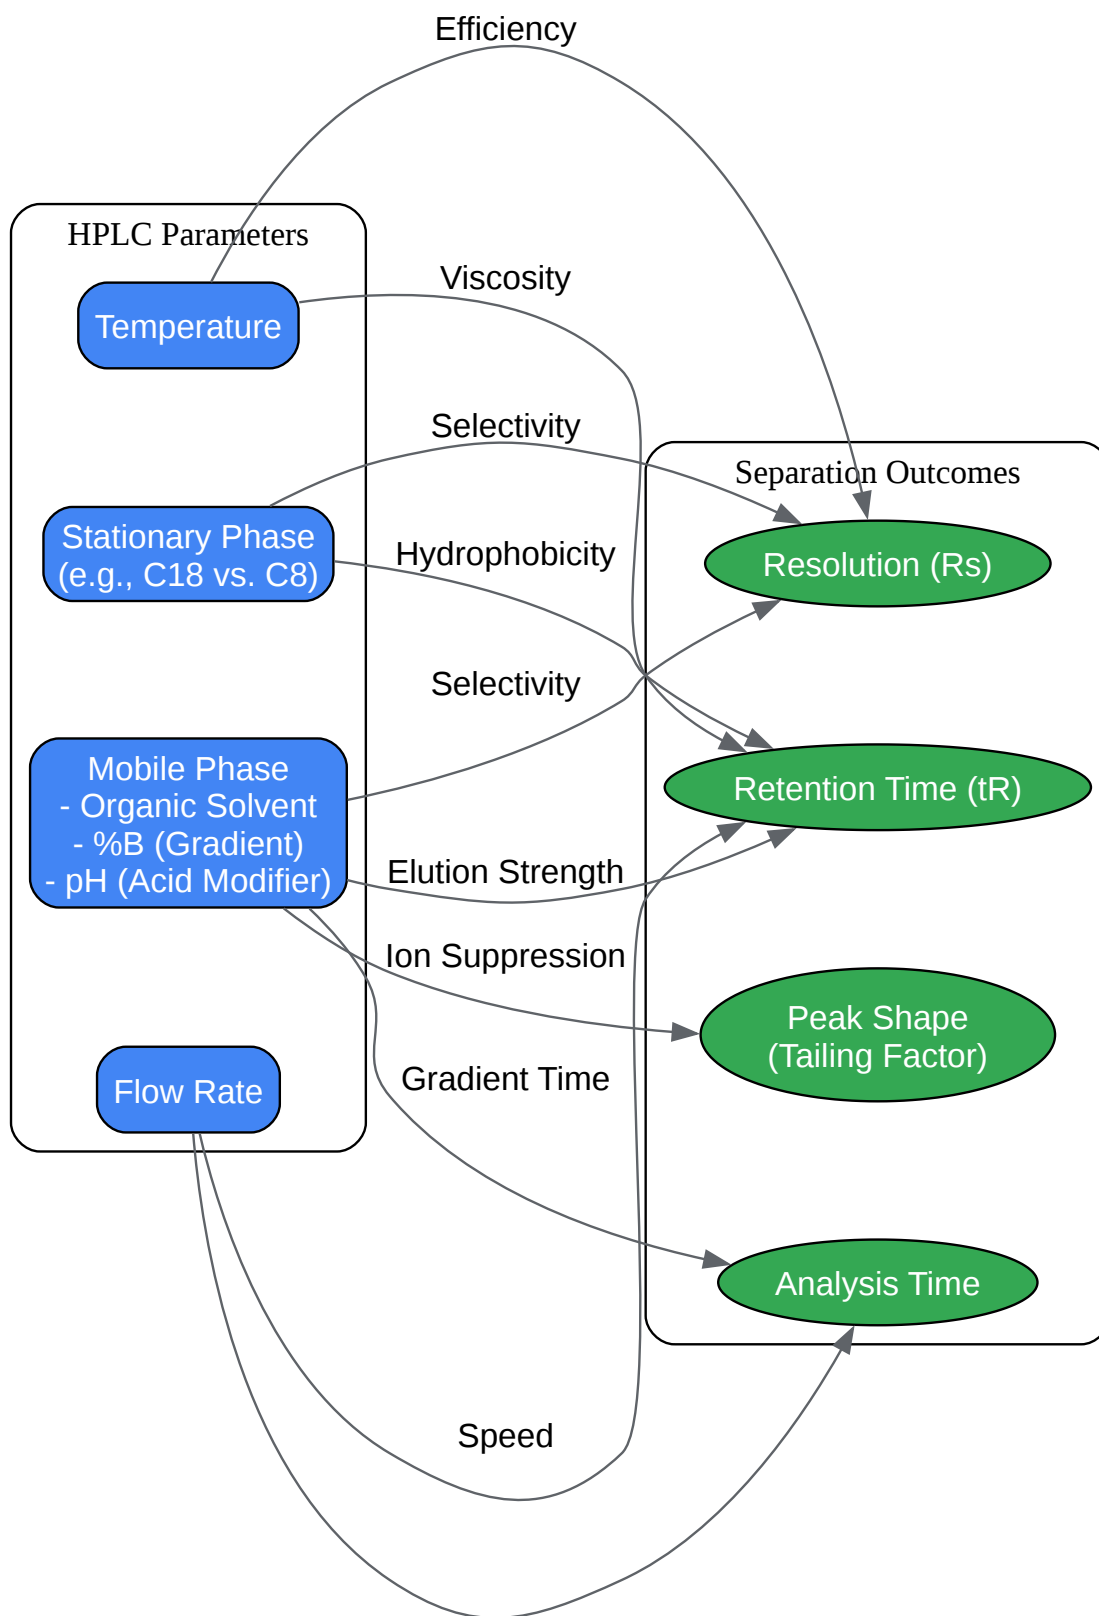 Efficiency
HPLC Parameters
Viscosity
Temperature
Selectivity
Separation Outcomes
Stationary Phase
(e.g., C18 vs. C8)
Hydrophobicity
Resolution (Rs)
Selectivity
Mobile Phase
- Organic Solvent
- %B (Gradient)
- pH (Acid Modifier)
Retention Time (tR)
Elution Strength
Ion Suppression
Peak Shape
(Tailing Factor)
Gradient Time
Flow Rate
Analysis Time
Speed